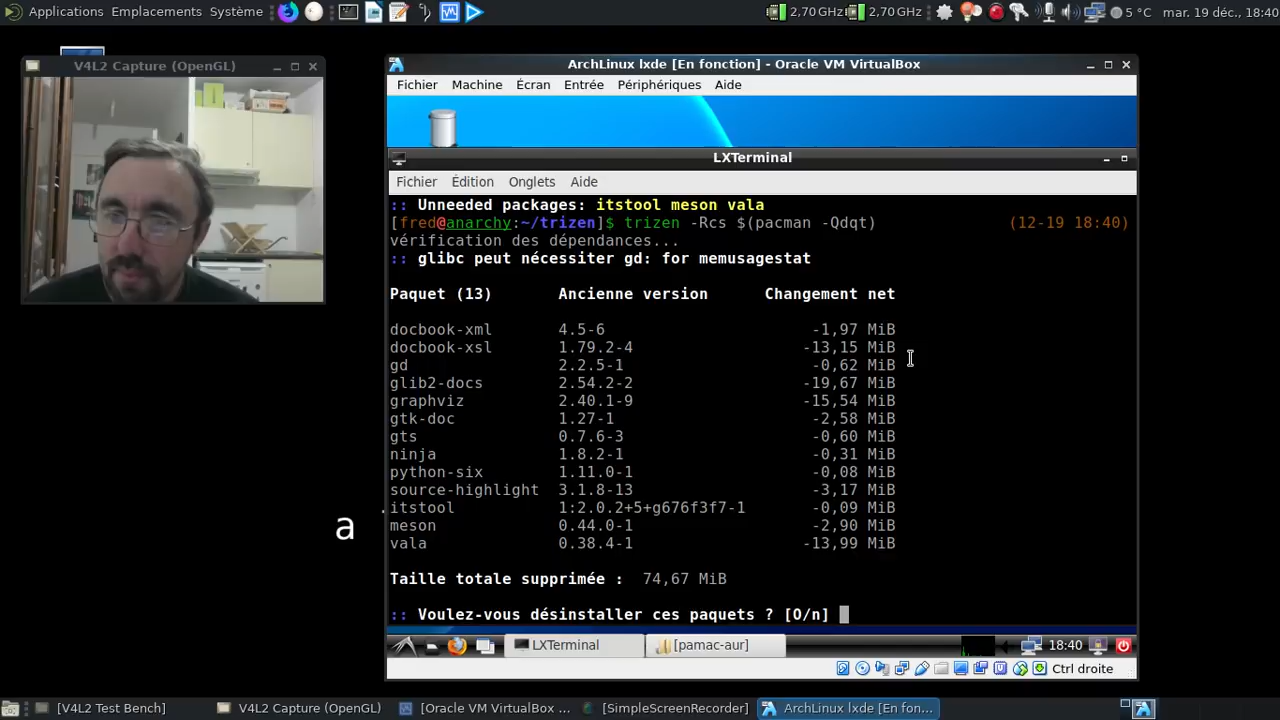 Applications Emplacements Système
2,70 GHz 2,70 GHz 5 °C mar. 19 déc., 18:40
V4L2 Capture (OpenGL)
ArchLinux lxde [En fonction] - Oracle VM VirtualBox
Fichier Machine Écran Entrée Périphériques Aide
LXTerminal
Fichier Édition Onglets Aide
:: Unneeded packages: itstool meson vala
[fred@anarchy:~/trizen]$ trizen -Rcs $(pacman -Qdqt) (12-19 18:40)
vérification des dépendances...
:: glibc peut nécessiter gd: for memusagestat
Paquet (13) Ancienne version Changement net
docbook-xml 4.5-6 -1,97 MiB
docbook-xsl 1.79.2-4 -13,15 MiB
gd 2.2.5-1 -0,62 MiB
glib2-docs 2.54.2-2 -19,67 MiB
graphviz 2.40.1-9 -15,54 MiB
gtk-doc 1.27-1 -2,58 MiB
gts 0.7.6-3 -0,60 MiB
ninja 1.8.2-1 -0,31 MiB
python-six 1.11.0-1 -0,08 MiB
source-highlight 3.1.8-13 -3,17 MiB
itstool 1:2.0.2+5+g676f3f7-1 -0,09 MiB
meson 0.44.0-1 -2,90 MiB
vala 0.38.4-1 -13,99 MiB
a
Taille totale supprimée : 74,67 MiB
:: Voulez-vous désinstaller ces paquets ? [O/n]
LXTerminal [pamac-aur] 18:40
Ctrl droite
[V4L2 Test Bench] V4L2 Capture (OpenGL) [Oracle VM VirtualBox ... [SimpleScreenRecorder] ArchLinux lxde [En fon...